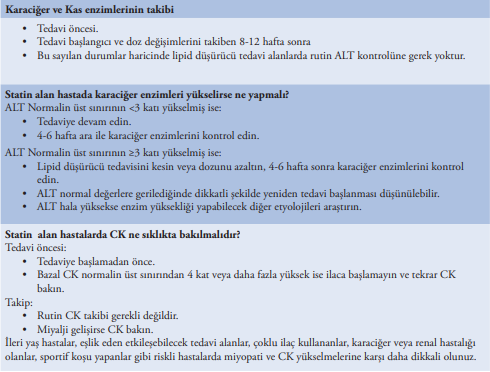 Karaciğer ve Kas enzimlerinin takibi
• Tedavi öncesi.
• Tedavi başlangıcı ve doz değişimlerini takiben 8-12 hafta sonra
• Bu sayılan durumlar haricinde lipid düşürücü tedavi alanlarda rutin ALT kontrolüne gerek yoktur.
Statin alan hastada karaciğer enzimleri yükselirse ne yapmalı?
ALT Normalin üst sınırının <3 katı yükselmiş ise:
• Tedaviye devam edin.
• 4-6 hafta ara ile karaciğer enzimlerini kontrol edin.
ALT Normalin üst sınırının ≥3 katı yükselmiş ise:
• Lipid düşürücü tedavisini kesin veya dozunu azaltın, 4-6 hafta sonra karaciğer enzimlerini kontrol
edin.
• ALT normal değerlere gerilediğinde dikkatli şekilde yeniden tedavi başlanması düşünülebilir.
• ALT hala yüksekse enzim yüksekliği yapabilecek diğer etyolojileri araştırın.
Statin alan hastalarda CK ne sıklıkta bakılmalıdır?
Tedavi öncesi:
• Tedaviye başlamadan önce.
• Bazal CK normalin üst sınırından 4 kat veya daha fazla yüksek ise ilaca başlamayın ve tekrar CK
bakın.
Takip:
• Rutin CK takibi gerekli değildir.
• Miyalji gelişirse CK bakın.
İleri yaş hastalar, eşlik eden etkileşebilecek tedavi alanlar, çoklu ilaç kullananlar, karaciğer veya renal hastalığı
olanlar, sportif koşu yapanlar gibi riskli hastalarda miyopati ve CK yükselmelerine karşı daha dikkali olunuz.